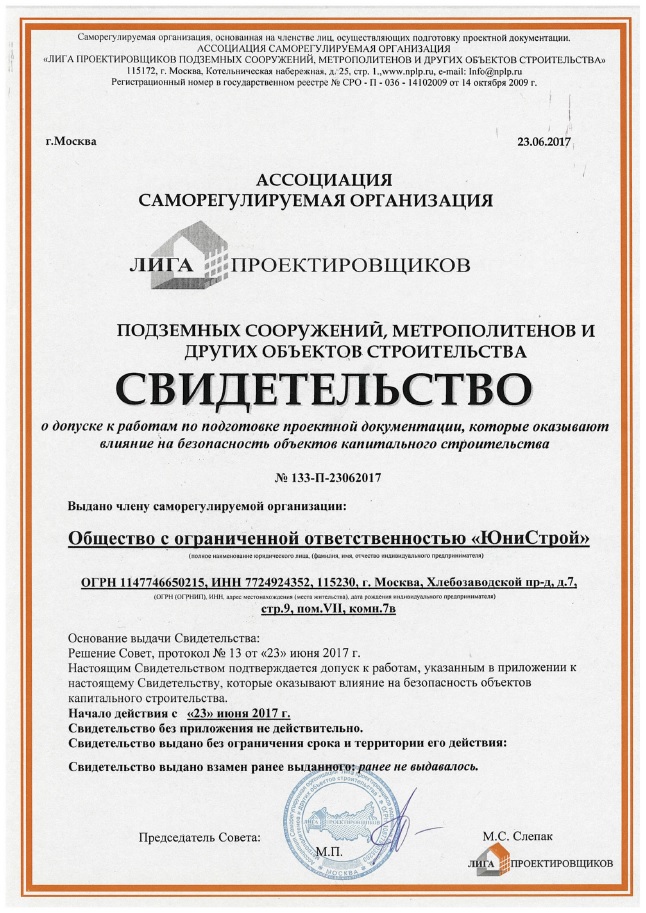 Саморегулируемая организация, основанная на членстве лиц, осуществляющих подготовку проектной документации.
АССОЦИАЦИЯ САМОРЕГУЛИРУЕМАЯ ОРГАНИЗАЦИЯ
«ЛИГА ПРОЕКТИРОВЩИКОВ ПОДЗЕМНЫХ СООРУЖЕНИЙ, МЕТРОПОЛИТЕНОВ И ДРУГИХ ОБЪЕКТОВ СТРОИТЕЛЬСТВА»
115172, г. Москва, Котельническая набережная, д. 25, стр. 1.,www.nplp.ru, e-mail: Info@nplp.ru
Регистрационный номер в государственном реестре № СРО - П - 036 - 14102009 от 14 октября 2009 г.
г.Москва 23.06.2017
АССОЦИАЦИЯ
САМОРЕГУЛИРУЕМАЯ ОРГАНИЗАЦИЯ
ЛИГА ПРОЕКТИРОВЩИКОВ
ПОДЗЕМНЫХ СООРУЖЕНИЙ, МЕТРОПОЛИТЕНОВ И
ДРУГИХ ОБЪЕКТОВ СТРОИТЕЛЬСТВА
СВИДЕТЕЛЬСТВО
о допуске к работам по подготовке проектной документации, которые оказывают
влияние на безопасность объектов капитального строительства
№ 133-П-23062017
Выдано члену саморегулируемой организации:
Общество с ограниченной ответственностью «ЮниСтрой»
(полное наименование юридического лица, (фамилия, имя, отчество индивидуального предпринимателя)
ОГРН 1147746650215, ИНН 7724924352, 115230, г. Москва, Хлебозаводской пр-д, д.7,
(ОГРН (ОГРНИП), ИНН, адрес местонахождения (места жительства), дата рождения индивидуального предпринимателя)
стр.9, пом.VII, комн.7в
Основание выдачи Свидетельства:
Решение Совет, протокол № 13 от «23» июня 2017 г.
Настоящим Свидетельством подтверждается допуск к работам, указанным в приложении к
настоящему Свидетельству, которые оказывают влияние на безопасность объектов
капитального строительства.
Начало действия с «23» июня 2017 г.
Свидетельство без приложения не действительно.
Свидетельство выдано без ограничения срока и территории его действия:
Свидетельство выдано взамен ранее выданного: ранее не выдавалось.
ЛИГА ПРОЕКТИРОВЩИКОВ
МОСКВА
Председатель Совета: М.С. Слепак
М.П.
ЛИГА ПРОЕКТИРОВЩИКОВ